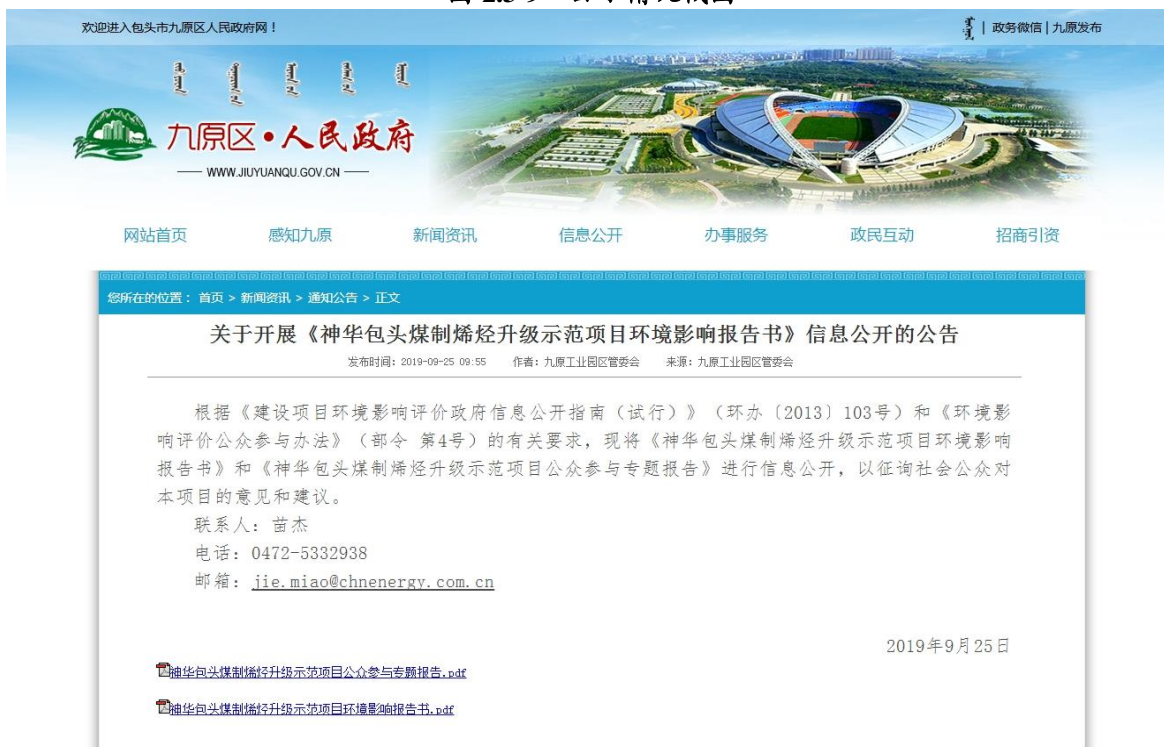 欢迎进入包头市九原区人民政府网！
| 政务微信 | 九原发布
九原区•人民政府
WWW.JIUYUANQU.GOV.CN
网站首页 感知九原 新闻资讯 信息公开 办事服务 政民互动 招商引资
您所在的位置： 首页 > 新闻资讯 > 通知公告 > 正文
关于开展《神华包头煤制烯烃升级示范项目环境影响报告书》信息公开的公告
发布时间：2019-09-25 09:55 作者：九原工业园区管委会 来源：九原工业园区管委会
根据《建设项目环境影响评价政府信息公开指南（试行）》（环办〔2013〕103号）和《环境影
响评价公众参与办法》（部令 第4号）的有关要求，现将《神华包头煤制烯烃升级示范项目环境影响
报告书》和《神华包头煤制烯烃升级示范项目公众参与专题报告》进行信息公开，以征询社会公众对
本项目的意见和建议。
联系人：苗杰
电话：0472-5332938
邮箱：jie.miao@chnenergy.com.cn
2019年9月25日
神华包头煤制烯烃升级示范项目公众参与专题报告.pdf
神华包头煤制烯烃升级示范项目环境影响报告书.pdf